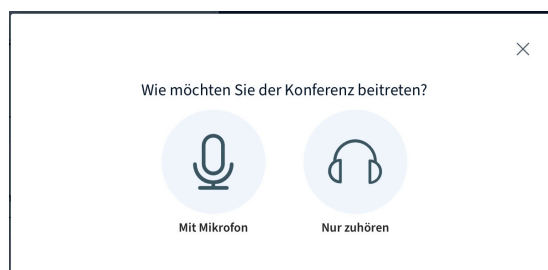 Wie möchten Sie der Konferenz beitreten?
Mit Mikrofon
Nur zuhören